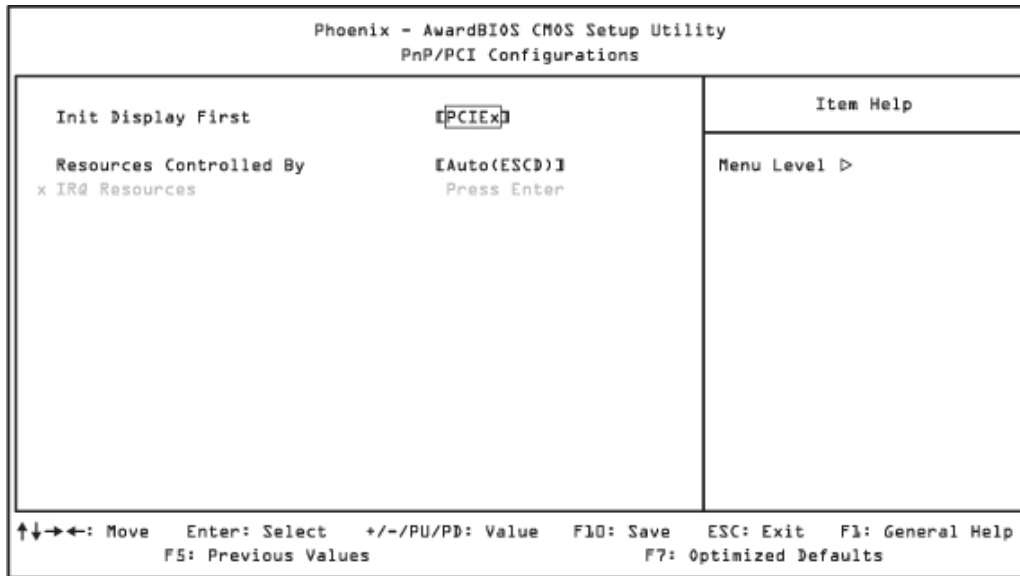 Phoenix - AwardBIOS CMOS Setup Utility
PnP/PCI Configurations
Init Display First [PCIEx]
Resources Controlled By [Auto(ESCD)]
x IRQ Resources Press Enter
Item Help
Menu Level ▷
↑↓→←: Move Enter: Select +/-/PU/PD: Value F10: Save ESC: Exit F1: General Help
F5: Previous Values F7: Optimized Defaults